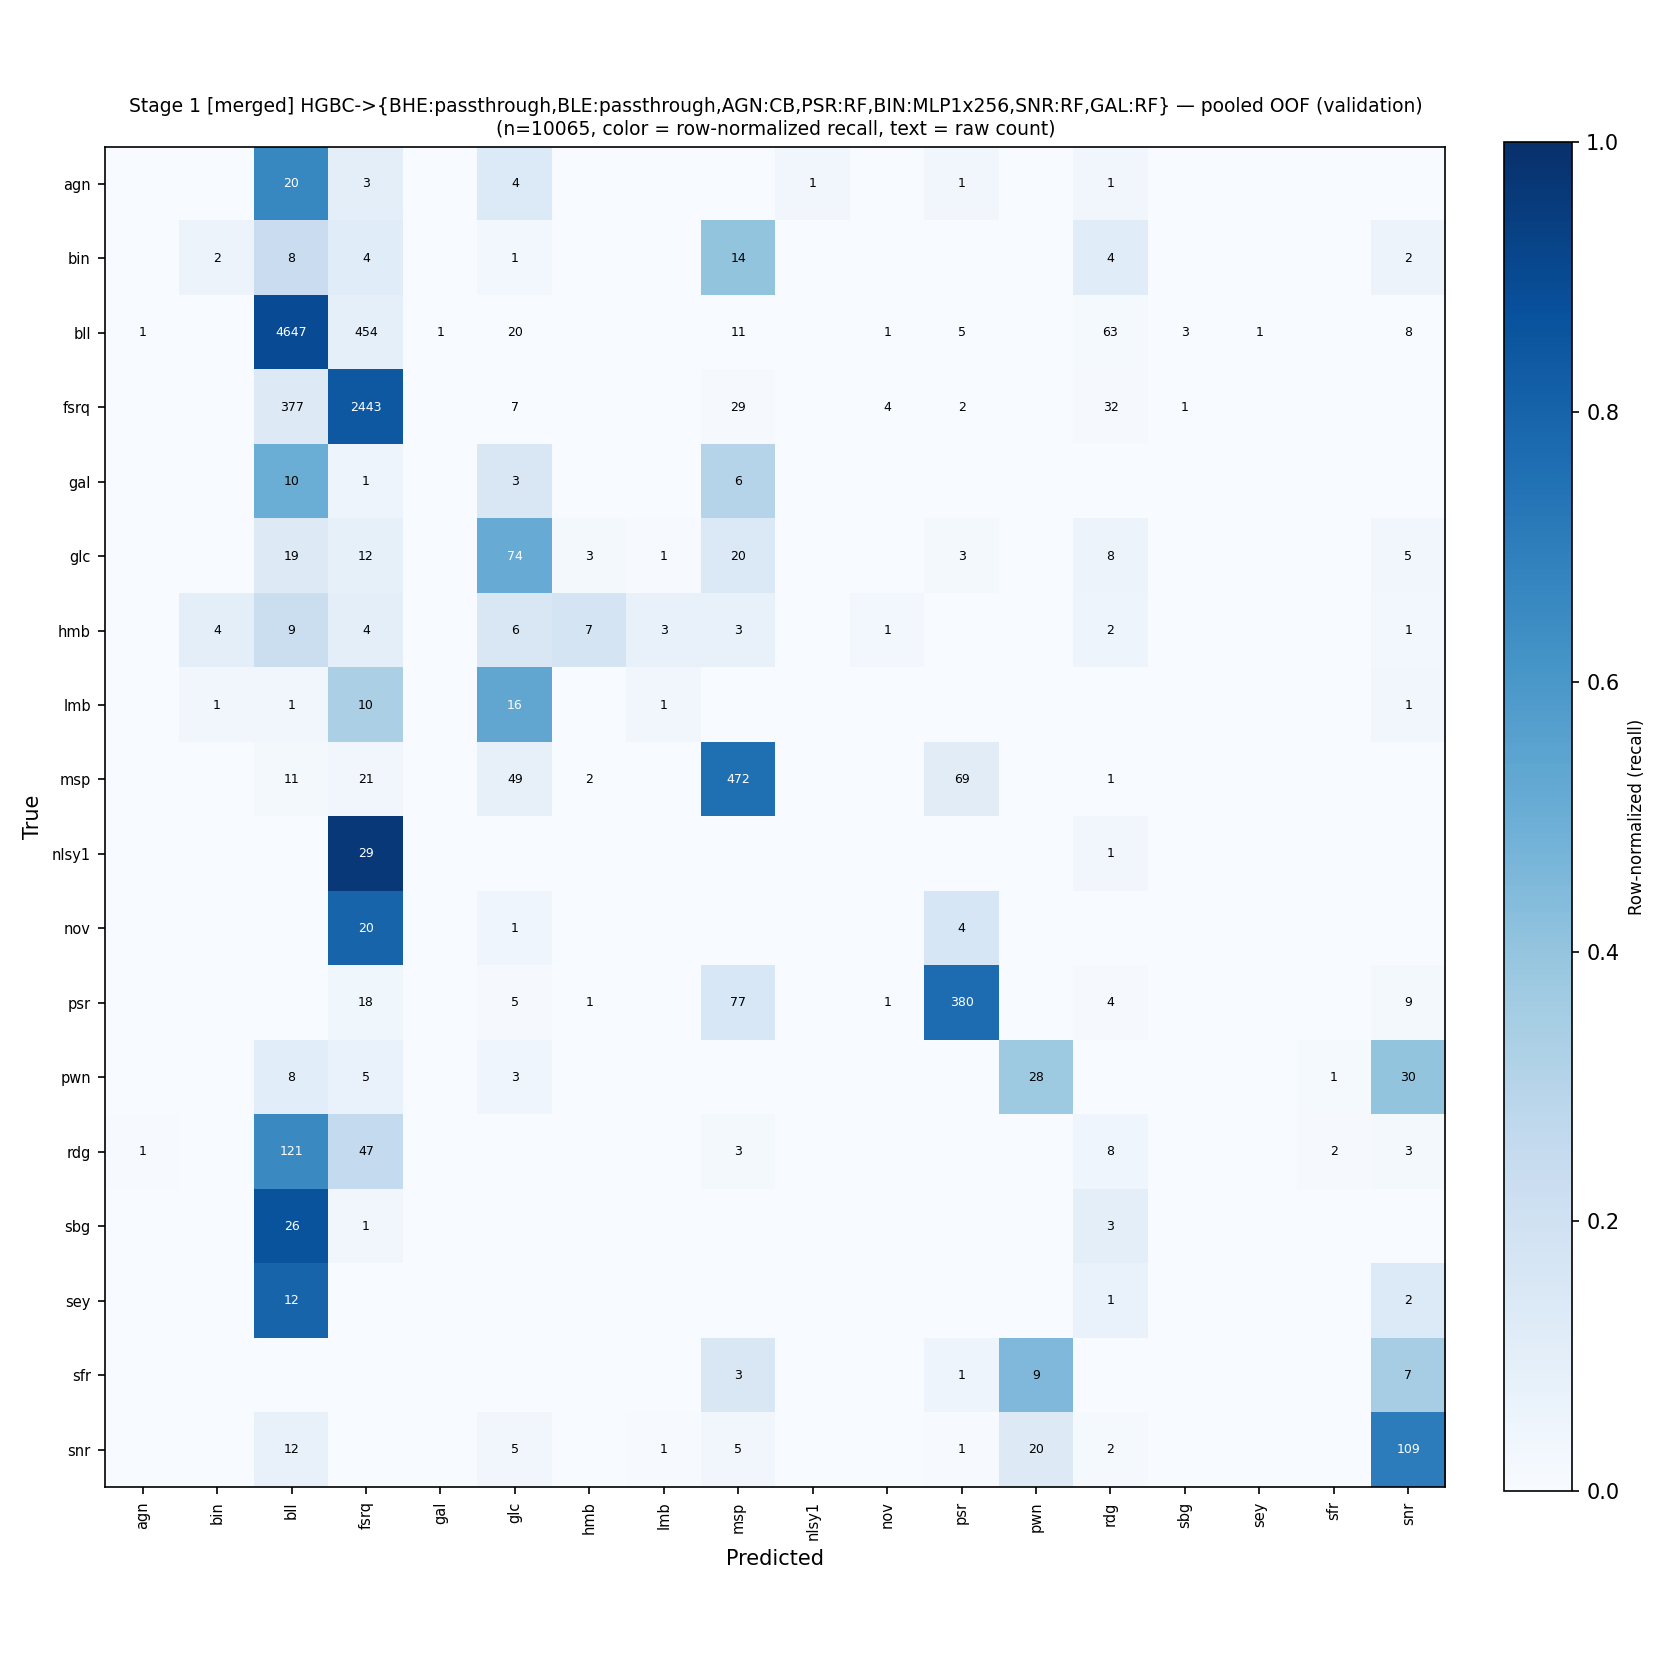 Stage 1 [merged] HGBC->{BHE:passthrough,BLE:passthrough,AGN:CB,PSR:RF,BIN:MLP1x256,SNR:RF,GAL:RF} — pooled OOF (validation)
(n=10065, color = row-normalized recall, text = raw count)
True
agn 20 3 4 1 1 1
bin 2 8 4 1 14 4 2
bll 1 4647 454 1 20 11 1 5 63 3 1 8
fsrq 377 2443 7 29 4 2 32 1
gal 10 1 3 6
glc 19 12 74 3 1 20 3 8 5
hmb 4 9 4 6 7 3 3 1 2 1
lmb 1 1 10 16 1 1
msp 11 21 49 2 472 69 1
nlsy1 29 1
nov 20 1 4
psr 18 5 1 77 1 380 4 9
pwn 8 5 3 28 1 30
rdg 1 121 47 3 8 2 3
sbg 26 1 3
sey 12 1 2
sfr 3 1 9 7
snr 12 5 1 5 1 20 2 109
agn bin bll fsrq gal glc hmb lmb msp nlsy1 nov psr pwn rdg sbg sey sfr snr
Predicted
1.0
0.8
0.6
0.4
0.2
0.0
Row-normalized (recall)